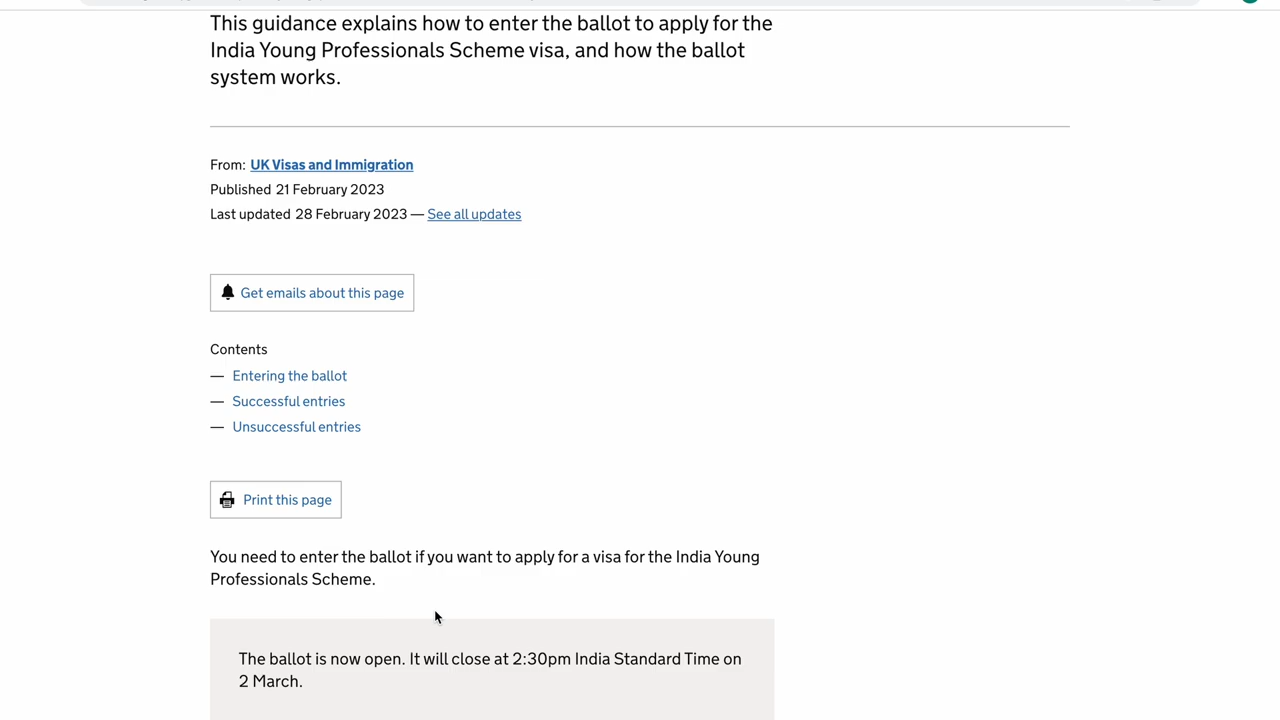 This guidance explains how to enter the ballot to apply for the
India Young Professionals Scheme visa, and how the ballot
system works.
From: UK Visas and Immigration
Published 21 February 2023
Last updated 28 February 2023 — See all updates
Get emails about this page
Contents
— Entering the ballot
— Successful entries
— Unsuccessful entries
Print this page
You need to enter the ballot if you want to apply for a visa for the India Young
Professionals Scheme.
The ballot is now open. It will close at 2:30pm India Standard Time on
2 March.